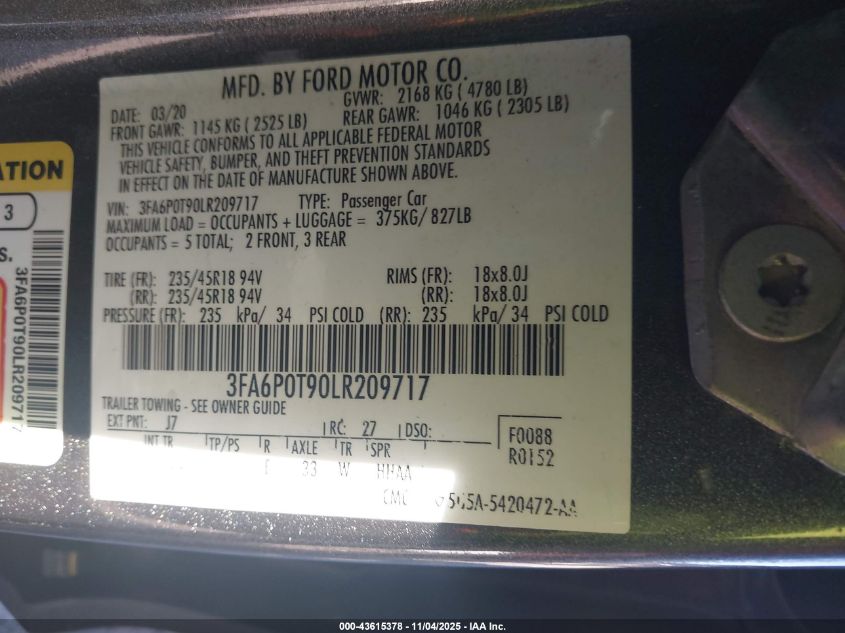 MFD. BY FORD MOTOR CO.
DATE: 03/20 GVWR: 2168 KG ( 4780 LB)
FRONT GAWR: 1145 KG ( 2525 LB) REAR GAWR: 1046 KG ( 2305 LB)
THIS VEHICLE CONFORMS TO ALL APPLICABLE FEDERAL MOTOR
VEHICLE SAFETY, BUMPER, AND THEFT PREVENTION STANDARDS
IN EFFECT ON THE DATE OF MANUFACTURE SHOWN ABOVE.
VIN: 3FA6P0T90LR209717 TYPE: Passenger Car
MAXIMUM LOAD = OCCUPANTS + LUGGAGE = 375KG/ 827LB
OCCUPANTS = 5 TOTAL; 2 FRONT, 3 REAR
TIRE (FR): 235/45R18 94V RIMS (FR): 18x8.0J
(RR): 235/45R18 94V (RR): 18x8.0J
PRESSURE (FR): 235 kPa/ 34 PSI COLD (RR): 235 kPa/ 34 PSI COLD
3FA6P0T90LR209717
TRAILER TOWING - SEE OWNER GUIDE
EXT PNT: J7 RC: 27 DSO: F0088
INT TR TP/PS R AXLE TR SPR R0152
33 W HHAA
5420472-AA
ATION
3
S.
3FA6P0T90LR209717
000-43615378 - 11/04/2025 - IAA Inc.